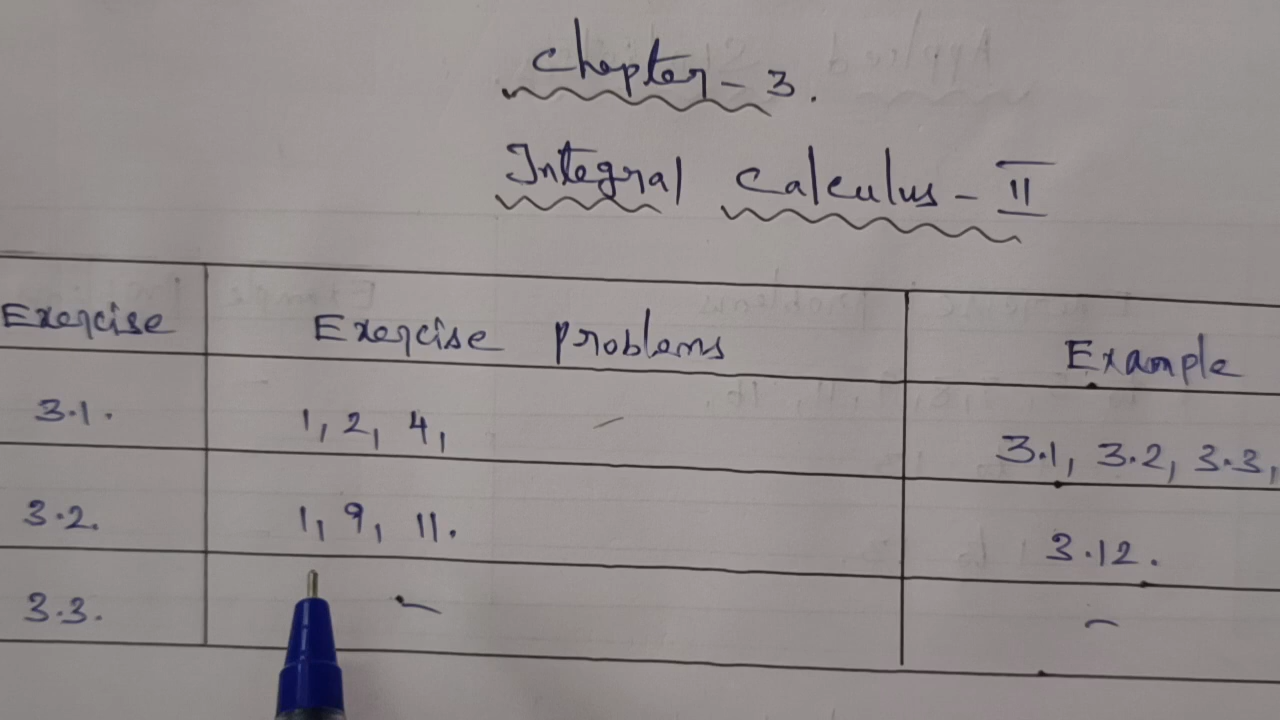 Chapter - 3.
Integral Calculus - II
Exercise Exercise problems Example
3.1. 1, 2, 4, - 3.1, 3.2, 3.3,
3.2. 1, 9, 11. 3.12.
3.3. - -